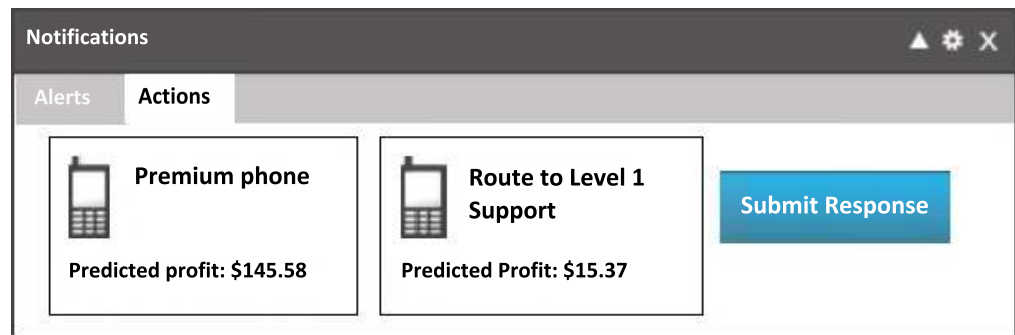 Notifications
X
Alerts
Actions
Premium phone
Predicted profit: $145.58
Route to Level 1
Support
Predicted Profit: $15.37
Submit Response